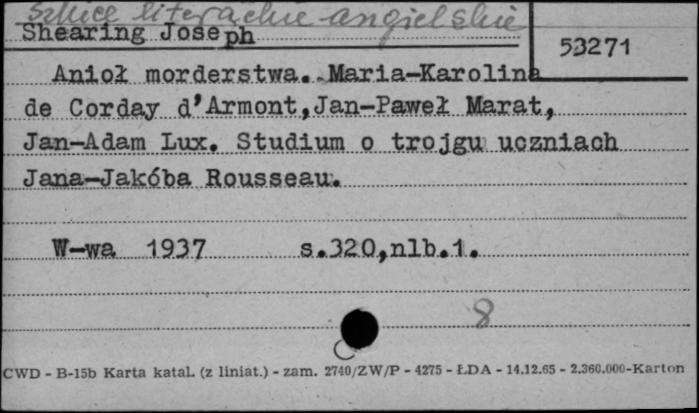 Szkice literackie angielskie
Shearing Joseph
53271
Anioł morderstwa. Maria-Karolina
de Corday d'Armont, Jan-Paweł Marat,
Jan-Adam Lux. Studium o trojgu uczniach
Jana-Jakóba Rousseau.
W-wa 1937 s.320,nlb.1.
8
CWD - B-15b Karta katal. (z liniat.) - zam. 2740/ZW/P - 4275 - ŁDA - 14.12.65 - 2.360.000-Karton